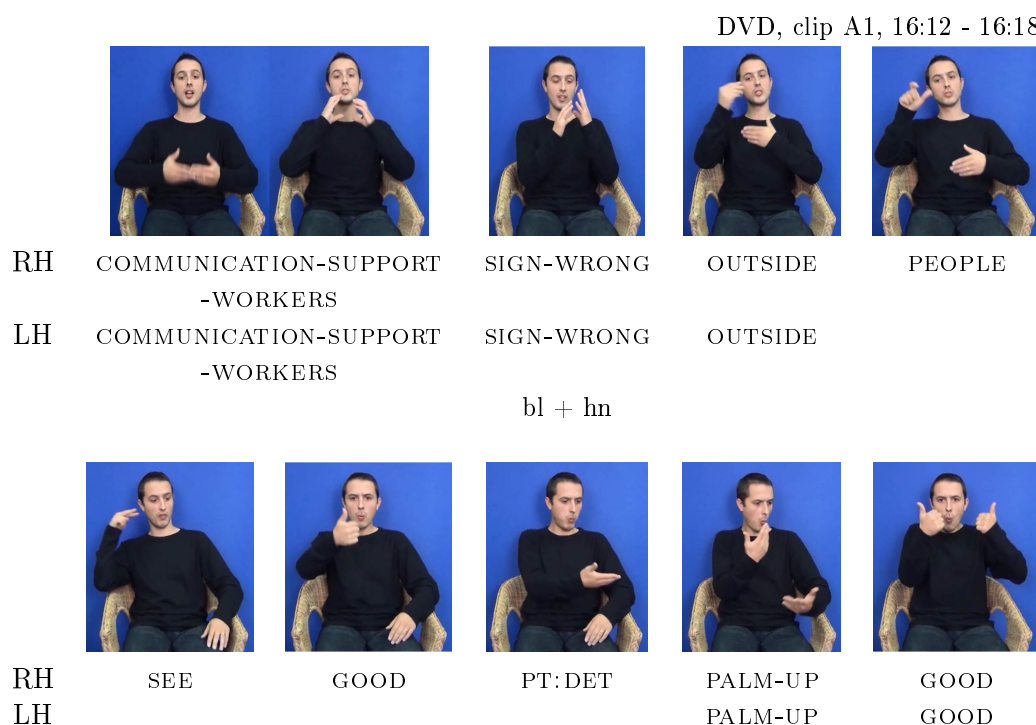 DVD, clip A1, 16:12 - 16:18
RH COMMUNICATION-SUPPORT SIGN-WRONG OUTSIDE PEOPLE
-WORKERS
LH COMMUNICATION-SUPPORT SIGN-WRONG OUTSIDE
-WORKERS
bl + hn
RH SEE GOOD PT:DET PALM-UP GOOD
LH PALM-UP GOOD